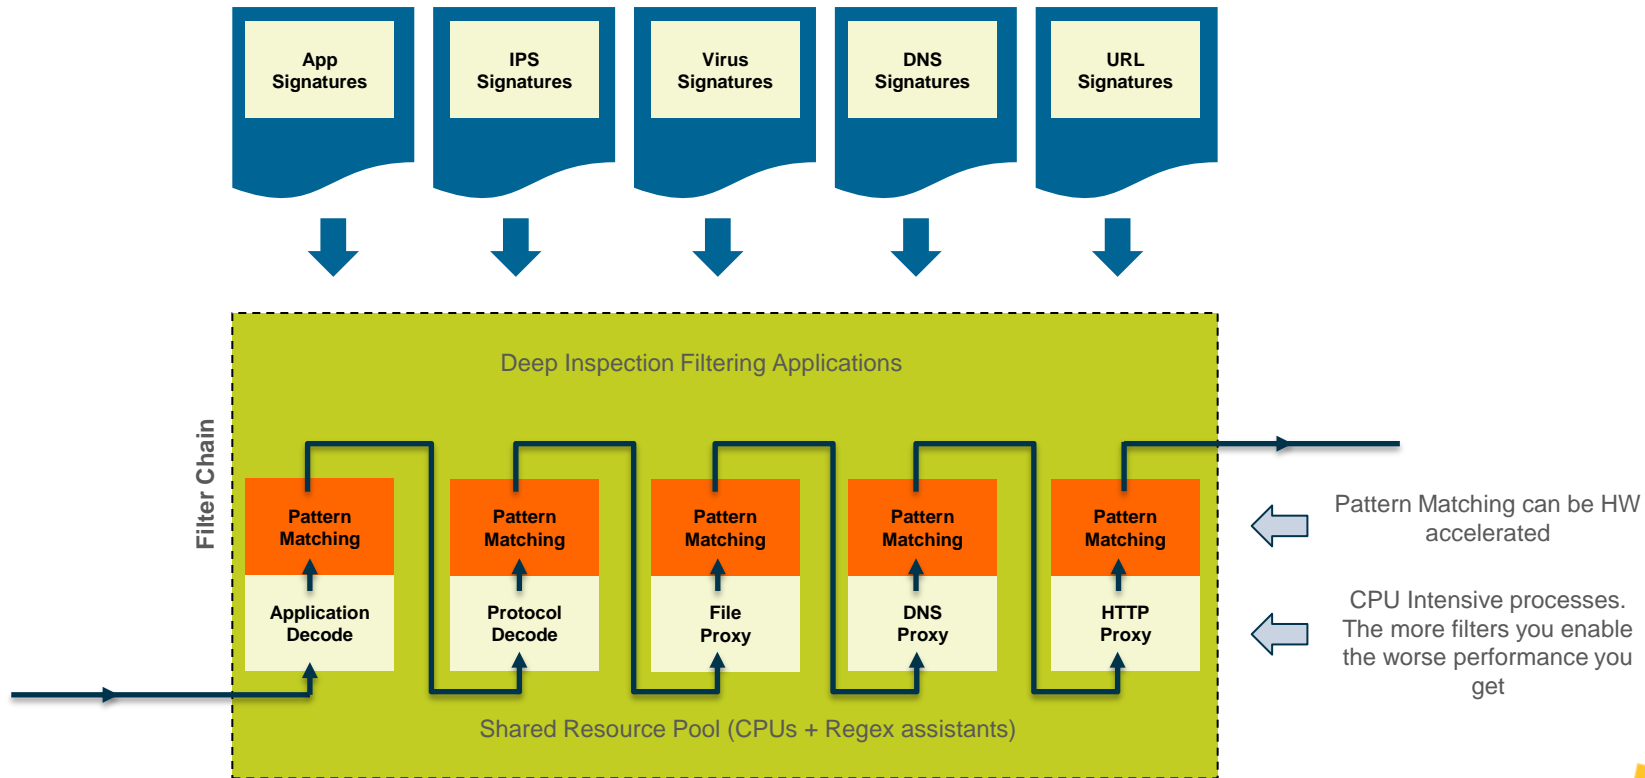 App
Signatures
IPS
Signatures
Virus
Signatures
DNS
Signatures
URL
Signatures
Deep Inspection Filtering Applications
Filter Chain
Pattern
Matching
Pattern
Matching
Pattern
Matching
Pattern
Matching
Pattern
Matching
Application
Decode
Protocol
Decode
File
Proxy
DNS
Proxy
HTTP
Proxy
Pattern Matching can be HW
accelerated
CPU Intensive processes.
The more filters you enable
the worse performance you
get
Shared Resource Pool (CPUs + Regex assistants)